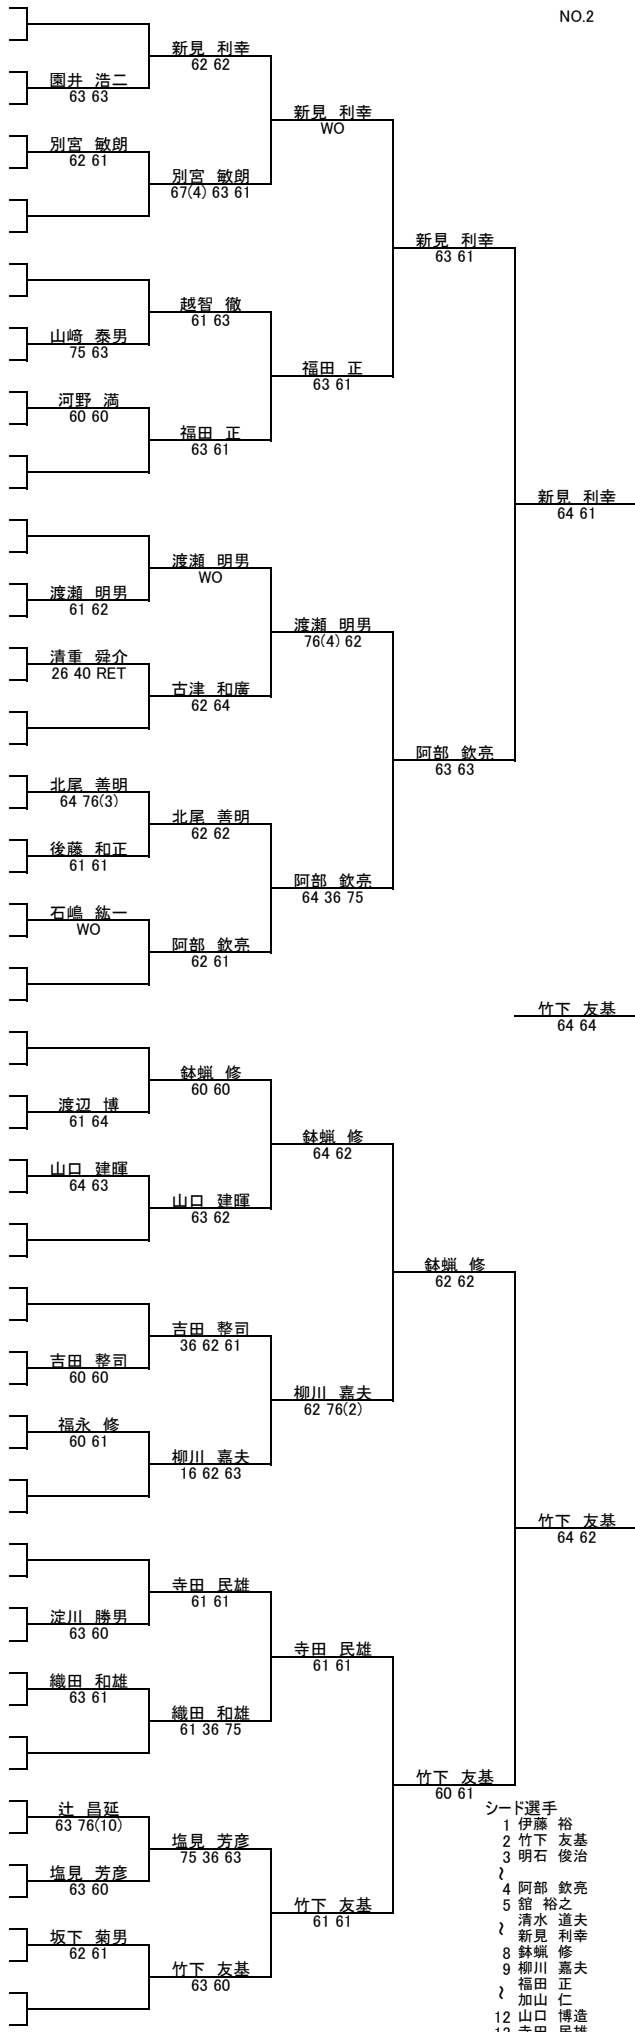 NO.2
新見 利幸
62 62
園井 浩二
63 63
新見 利幸
WO
別宮 敏朗
62 61
別宮 敏朗
67(4) 63 61
新見 利幸
63 61
越智 徹
61 63
山﨑 泰男
75 63
福田 正
63 61
河野 満
60 60
福田 正
63 61
新見 利幸
64 61
渡瀬 明男
WO
渡瀬 明男
61 62
渡瀬 明男
76(4) 62
清重 舜介
26 40 RET
古津 和廣
62 64
阿部 欽亮
63 63
北尾 善明
64 76(3)
北尾 善明
62 62
後藤 和正
61 61
阿部 欽亮
64 36 75
石嶋 紘一
WO
阿部 欽亮
62 61
竹下 友基
64 64
鉢蝋 修
60 60
渡辺 博
61 64
鉢蝋 修
64 62
山口 建暉
64 63
山口 建暉
63 62
鉢蝋 修
62 62
吉田 整司
36 62 61
吉田 整司
60 60
柳川 嘉夫
62 76(2)
福永 修
60 61
柳川 嘉夫
16 62 63
竹下 友基
64 62
寺田 民雄
61 61
淀川 勝男
63 60
寺田 民雄
61 61
織田 和雄
63 61
織田 和雄
61 36 75
竹下 友基
60 61
辻 昌延
63 76(10)
塩見 芳彦
75 36 63
塩見 芳彦
63 60
竹下 友基
61 61
坂下 菊男
62 61
竹下 友基
63 60
シード選手
1 伊藤 裕
2 竹下 友基
3 明石 俊治
~
4 阿部 欽亮
5 舘 裕之
清水 道夫
~
新見 利幸
8 鉢蝋 修
9 柳川 嘉夫
福田 正
~
加山 仁
12 山口 博造
13 寺田 民雄